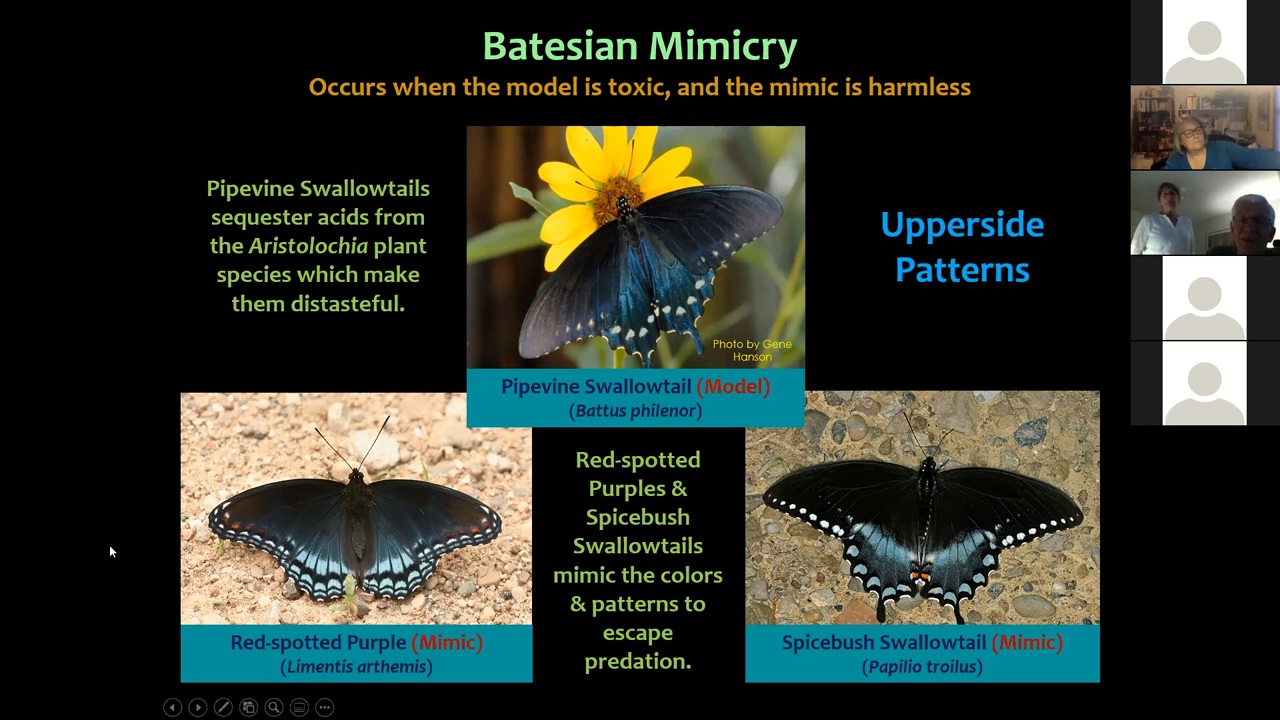 Batesian Mimicry
Occurs when the model is toxic, and the mimic is harmless
Pipevine Swallowtails
sequester acids from
the Aristolochia plant
species which make
them distasteful.
Upperside
Patterns
Photo by Gene
Hanson
Pipevine Swallowtail (Model)
(Battus philenor)
Red-spotted
Purples &
Spicebush
Swallowtails
mimic the colors
& patterns to
escape
predation.
Red-spotted Purple (Mimic)
(Limentis arthemis)
Spicebush Swallowtail (Mimic)
(Papilio troilus)